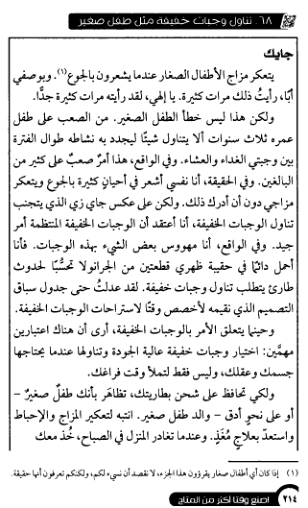 ٦٨. تناول وجبات خفيفة مثل طفل صغير
جايك
يتعكر مزاج الأطفال الصغار عندما يشعرون بالجوع(١). وبوصفي
أبًا، رأيتُ ذلك مرات كثيرة. يا إلهي، لقد رأيته مرات كثيرة جدًّا.
ولكن هذا ليس خطأ الطفل الصغير. من الصعب على طفل
عمره ثلاث سنوات ألا يتناول شيئًا ليجدد به نشاطه طوال الفترة
بين وجبتي الغداء والعشاء. وفي الواقع، هذا أمرٌ صعبٌ على كثير من
البالغين. وفي الحقيقة، أنا نفسي أشعر في أحيانٍ كثيرة بالجوع ويتعكر
مزاجي دون أن أدرك ذلك. ولكن على عكس جاي زي الذي يتجنب
تناول الوجبات الخفيفة، أنا أعتقد أن الوجبات الخفيفة المنتظمة أمر
جيد. وفي الواقع، أنا مهووس بعض الشيء بهذه الوجبات. فأنا
أحمل دائمًا في حقيبة ظهري قطعتين من الجرانولا تحسُّبًا لحدوث
طارئ يتطلب تناول وجبات خفيفة. لقد عدلتُ حتى جدول سباق
التصميم الذي نقيمه لأخصص وقتًا لاستراحات الوجبات الخفيفة.
وحينما يتعلق الأمر بالوجبات الخفيفة، أرى أن هناك اعتبارين
مهمَّين: اختيار وجبات خفيفة عالية الجودة وتناولها عندما يحتاجها
جسمك وعقلك، وليس فقط لتملأ وقت فراغك.
ولكي تحافظ على شحن بطاريتك، تظاهَر بأنك طفلٌ صغيرٌ –
أو على نحوٍ أدق – والد طفل صغير. انتبه لتعكير المزاج والإحباط
واستعدّ بعلاجٍ مُغَذٍّ. وعندما تغادر المنزل في الصباح، خُذ معك
(١) إذا كان أي أطفال صغار يقرؤون هذا الجزء، لا نقصد أن نسيء لكم، ولكنكم تعرفون أنها حقيقة.
٢١٤ اصنع وقتًا أكثر من المتاح